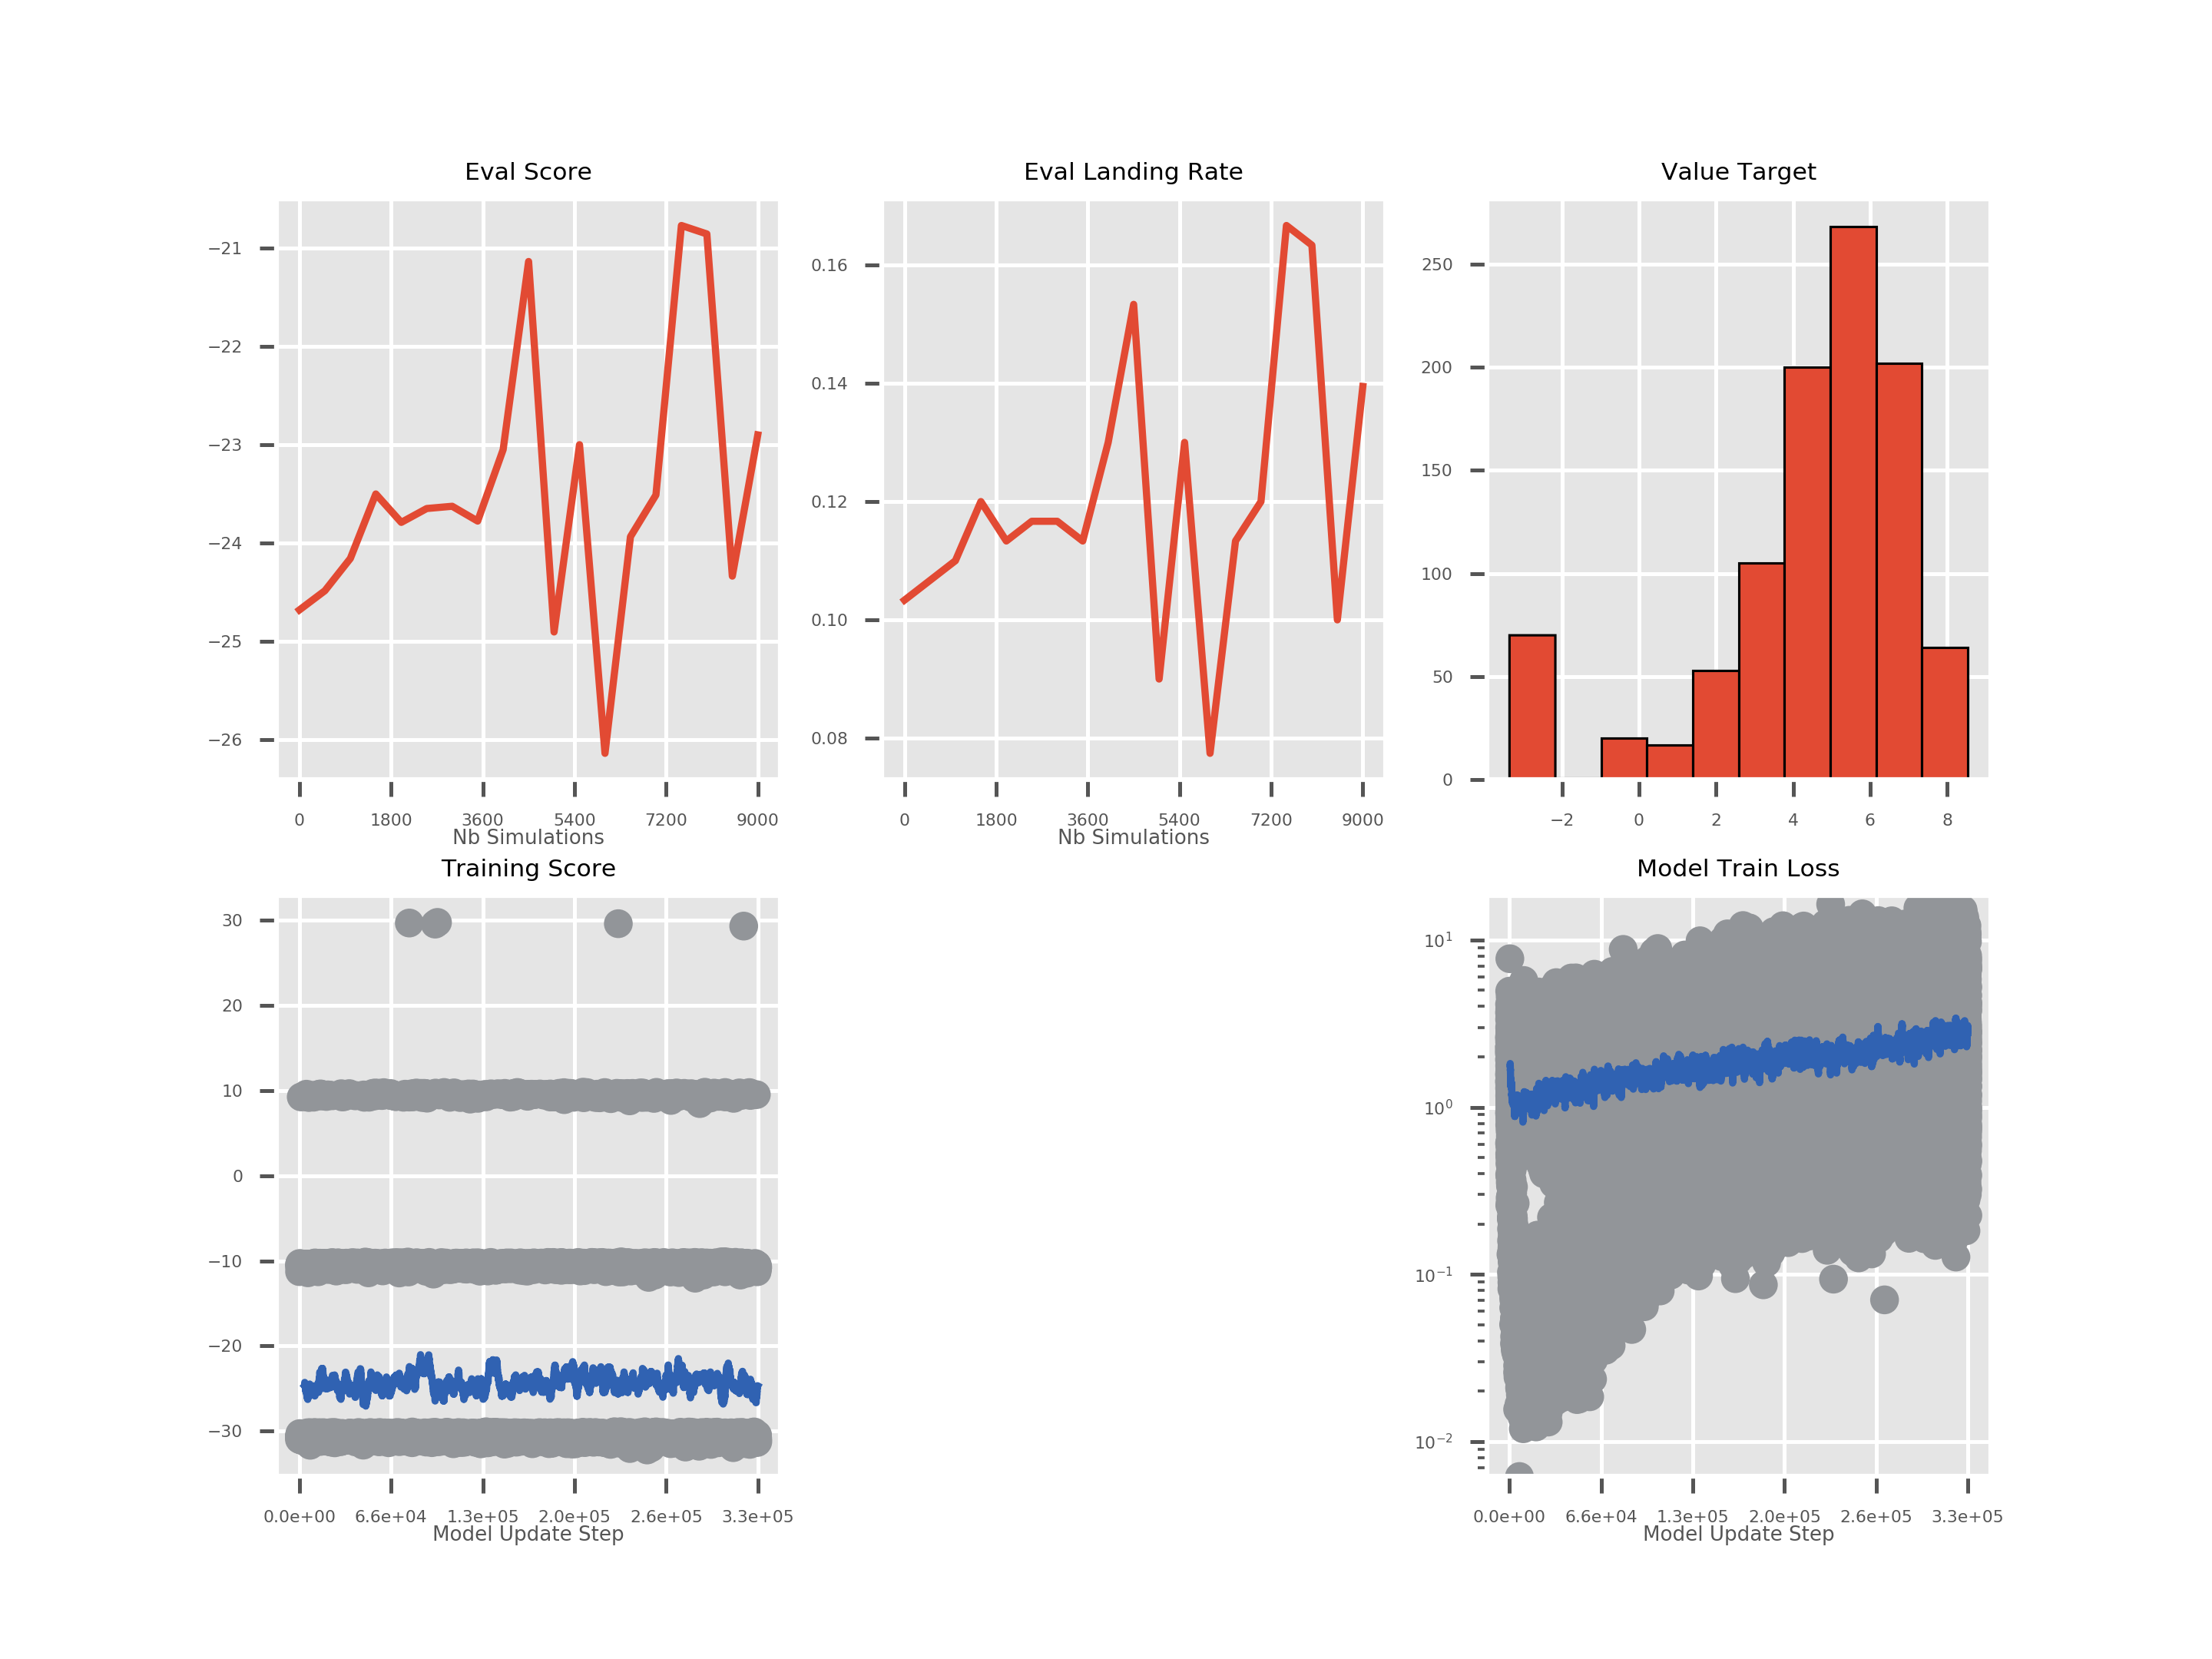 Eval Score
−21
−22
−23
−24
−25
−26
0 1800 3600 5400 7200 9000
Nb Simulations
Eval Landing Rate
0.16
0.14
0.12
0.10
0.08
0 1800 3600 5400 7200 9000
Nb Simulations
Value Target
250
200
150
100
50
0
−2 0 2 4 6 8
Training Score
30
20
10
0
−10
−20
−30
0.0e+00 6.6e+04 1.3e+05 2.0e+05 2.6e+05 3.3e+05
Model Update Step
Model Train Loss
10¹
10⁰
10⁻¹
10⁻²
0.0e+00 6.6e+04 1.3e+05 2.0e+05 2.6e+05 3.3e+05
Model Update Step